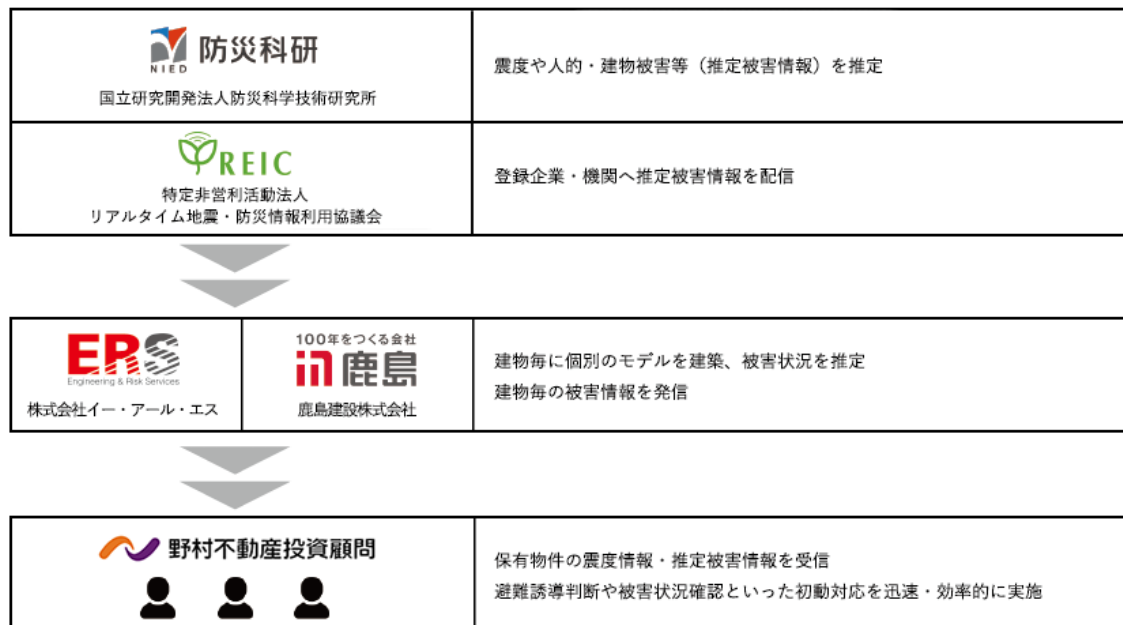 防災科研
NIED
国立研究開発法人防災科学技術研究所
震度や人的・建物被害等（推定被害情報）を推定
REIC
特定非営利活動法人
リアルタイム地震・防災情報利用協議会
登録企業・機関へ推定被害情報を配信
ERS
Engineering & Risk Services
株式会社イー・アール・エス
100年をつくる会社
鹿島
鹿島建設株式会社
建物毎に個別のモデルを建築、被害状況を推定
建物毎の被害情報を発信
野村不動産投資顧問
保有物件の震度情報・推定被害情報を受信
避難誘導判断や被害状況確認といった初動対応を迅速・効率的に実施